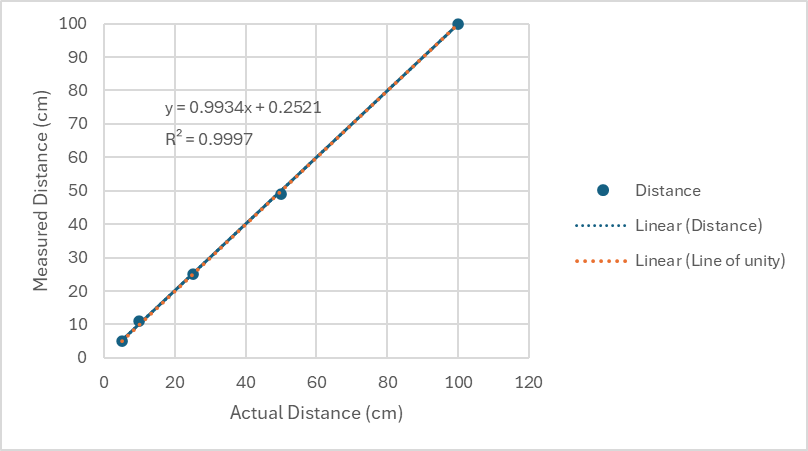 100
90
80
70
60
50
40
30
20
10
0
Measured Distance (cm)
y = 0.9934x + 0.2521
R² = 0.9997
0 20 40 60 80 100 120
Actual Distance (cm)
Distance
Linear (Distance)
Linear (Line of unity)